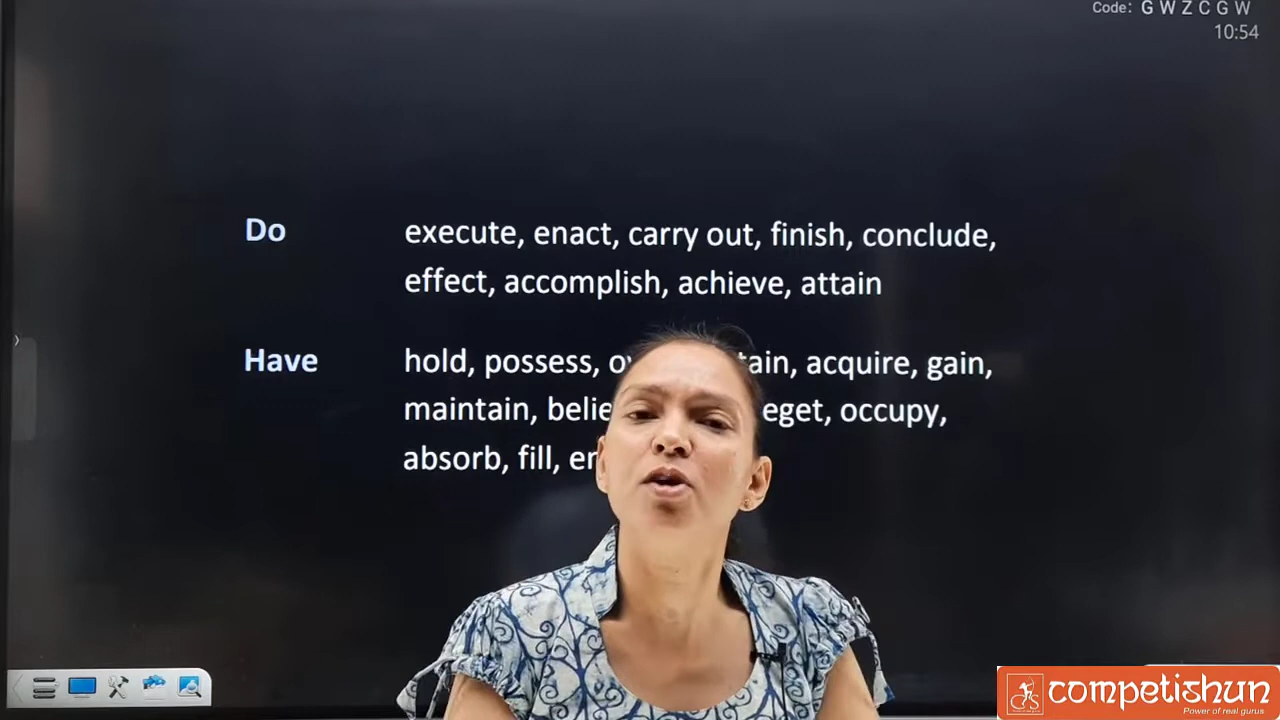 Code: G W Z C G W
10:54
Do execute, enact, carry out, finish, conclude,
effect, accomplish, achieve, attain
Have hold, possess, tain, acquire, gain,
maintain, eget, occupy,
absorb, fill,
competishun
Power of real gurus